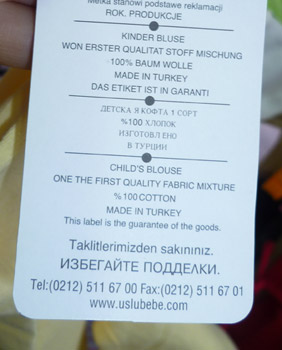 Metka stanowi podstawe reklamacji
ROK. PRODUKCJE
KINDER BLUSE
WON ERSTER QUALITAT STOFF MISCHUNG
100% BAUM WOLLE
MADE IN TURKEY
DAS ETIKET IST IN GARANTI
ДЕТСКА Я КОФТА 1 СОРТ
%100 ХЛОПОК
ИЗГОТОВЛ ЕНО
В ТУРЦИИ
CHILD'S BLOUSE
ONE THE FIRST QUALITY FABRIC MIXTURE
%100 COTTON
MADE IN TURKEY
This label is the guarantee of the goods.
Taklitlerimizden sakınınız.
ИЗБЕГАЙТЕ ПОДДЕЛКИ.
Tel:(0212) 511 67 00 Fax:(0212) 511 67 01
www.uslubebe.com